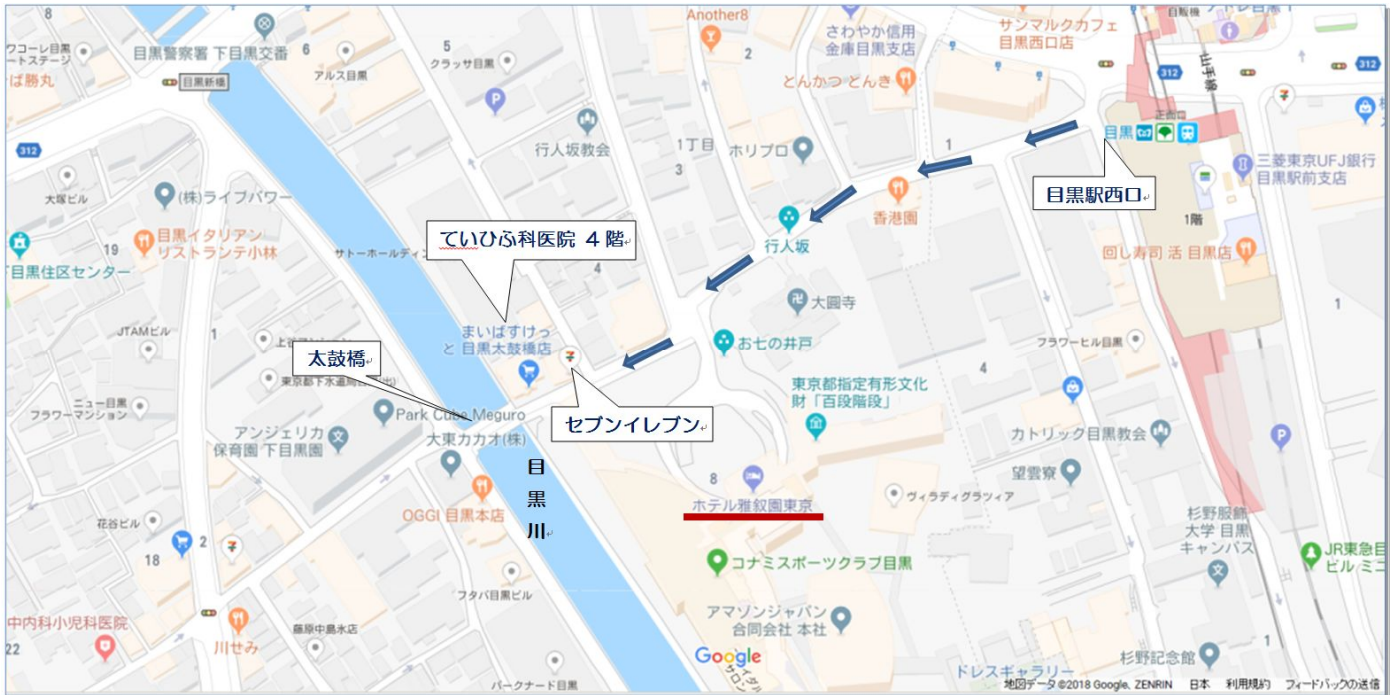 8
Another8
2
さわやか信用
金庫目黒支店
サンマルクカフェ
目黒西口店
自販機
目黒警察署 下目黒交番
6
アルス目黒
5
クラッサ目黒
目黒新橋
とんかつ とんき
312
312
山手線
正面口
目黒
312
行人坂教会
1丁目
ホリプロ
3
1
三菱東京UFJ銀行
目黒駅前支店
大塚ビル
(株)ライブパワー
目黒駅西口
香港園
1階
ていひふ科医院 4階
行人坂
19
目黒イタリアン
リストランテ小林
サトーホールディ
4
回し寿司 活 目黒店
下目黒住区センター
大圓寺
1
JTAMビル
1
まいばすけっ
と 目黒太鼓橋店
お七の井戸
フラワーヒル目黒
太鼓橋
4
東京都指定有形文化
財「百段階段」
ニュー目黒
フラワーマンション
Park Cube Meguro
セブンイレブン
アンジェリカ
保育園 下目黒園
大東カカオ(株)
カトリック目黒教会
目
黒
川
8
望雲寮
ホテル雅叙園東京
ヴィラディグラツィア
OGGI 目黒本店
花谷ビル
2
18
杉野服飾
大学 目黒
キャンパス
コナミスポーツクラブ目黒
JR東急目
ビル ミニ
フタバ目黒ビル
中内科小児科医院
22
川せみ
藤原中島氷店
アマゾンジャパン
合同会社 本社
Google
パークナード目黒
ドレスギャラリー
杉野記念館
1
地図データ ©2018 Google, ZENRIN 日本 利用規約 フィードバックの送信